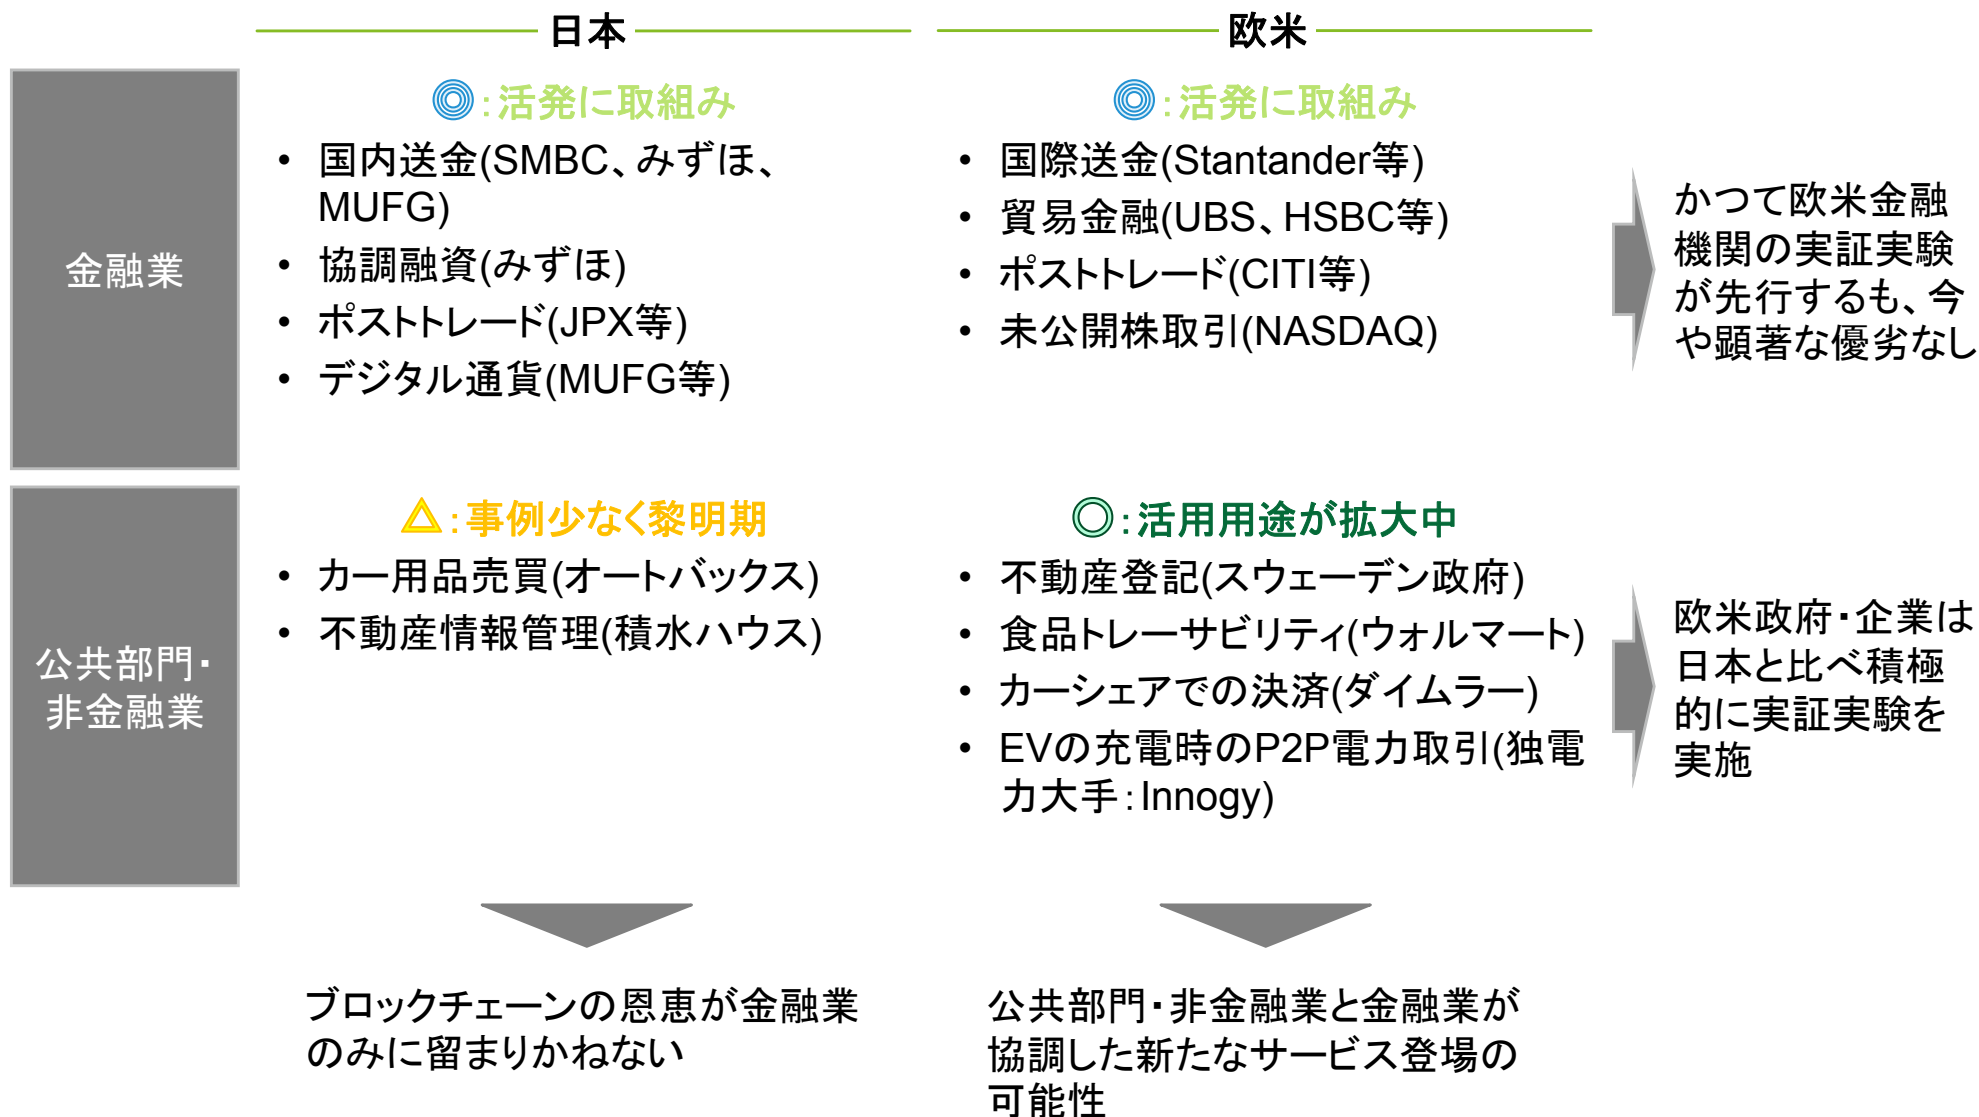 日本
欧米
金融業
◎:活発に取組み
• 国内送金(SMBC、みずほ、
MUFG)
• 協調融資(みずほ)
• ポストトレード(JPX等)
• デジタル通貨(MUFG等)
◎:活発に取組み
• 国際送金(Stantander等)
• 貿易金融(UBS、HSBC等)
• ポストトレード(CITI等)
• 未公開株取引(NASDAQ)
かつて欧米金融
機関の実証実験
が先行するも、今
や顕著な優劣なし
公共部門・
非金融業
△:事例少なく黎明期
• カー用品売買(オートバックス)
• 不動産情報管理(積水ハウス)
○:活用用途が拡大中
• 不動産登記(スウェーデン政府)
• 食品トレーサビリティ(ウォルマート)
• カーシェアでの決済(ダイムラー)
• EVの充電時のP2P電力取引(独電
力大手:Innogy)
欧米政府・企業は
日本と比べ積極
的に実証実験を
実施
ブロックチェーンの恩恵が金融業
のみに留まりかねない
公共部門・非金融業と金融業が
協調した新たなサービス登場の
可能性